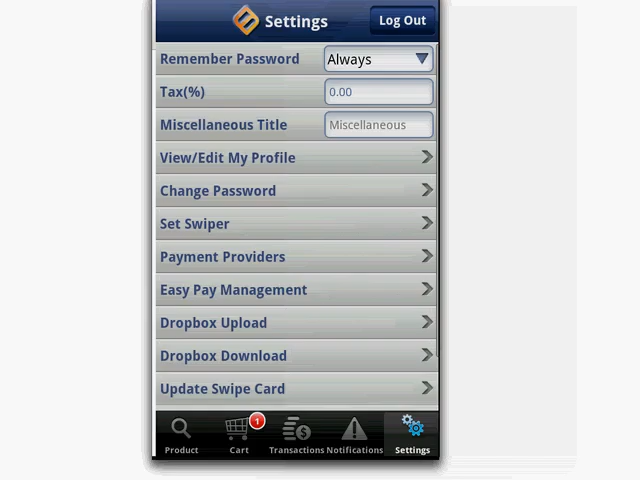 Settings
Log Out
Remember Password Always
Tax(%) 0.00
Miscellaneous Title Miscellaneous
View/Edit My Profile
Change Password
Set Swiper
Payment Providers
Easy Pay Management
Dropbox Upload
Dropbox Download
Update Swipe Card
1
Product Cart Transactions Notifications Settings